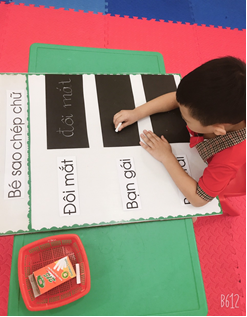 Bé sao chép chữ
đôi mắt
Đôi mắt
Bạn gái
B612